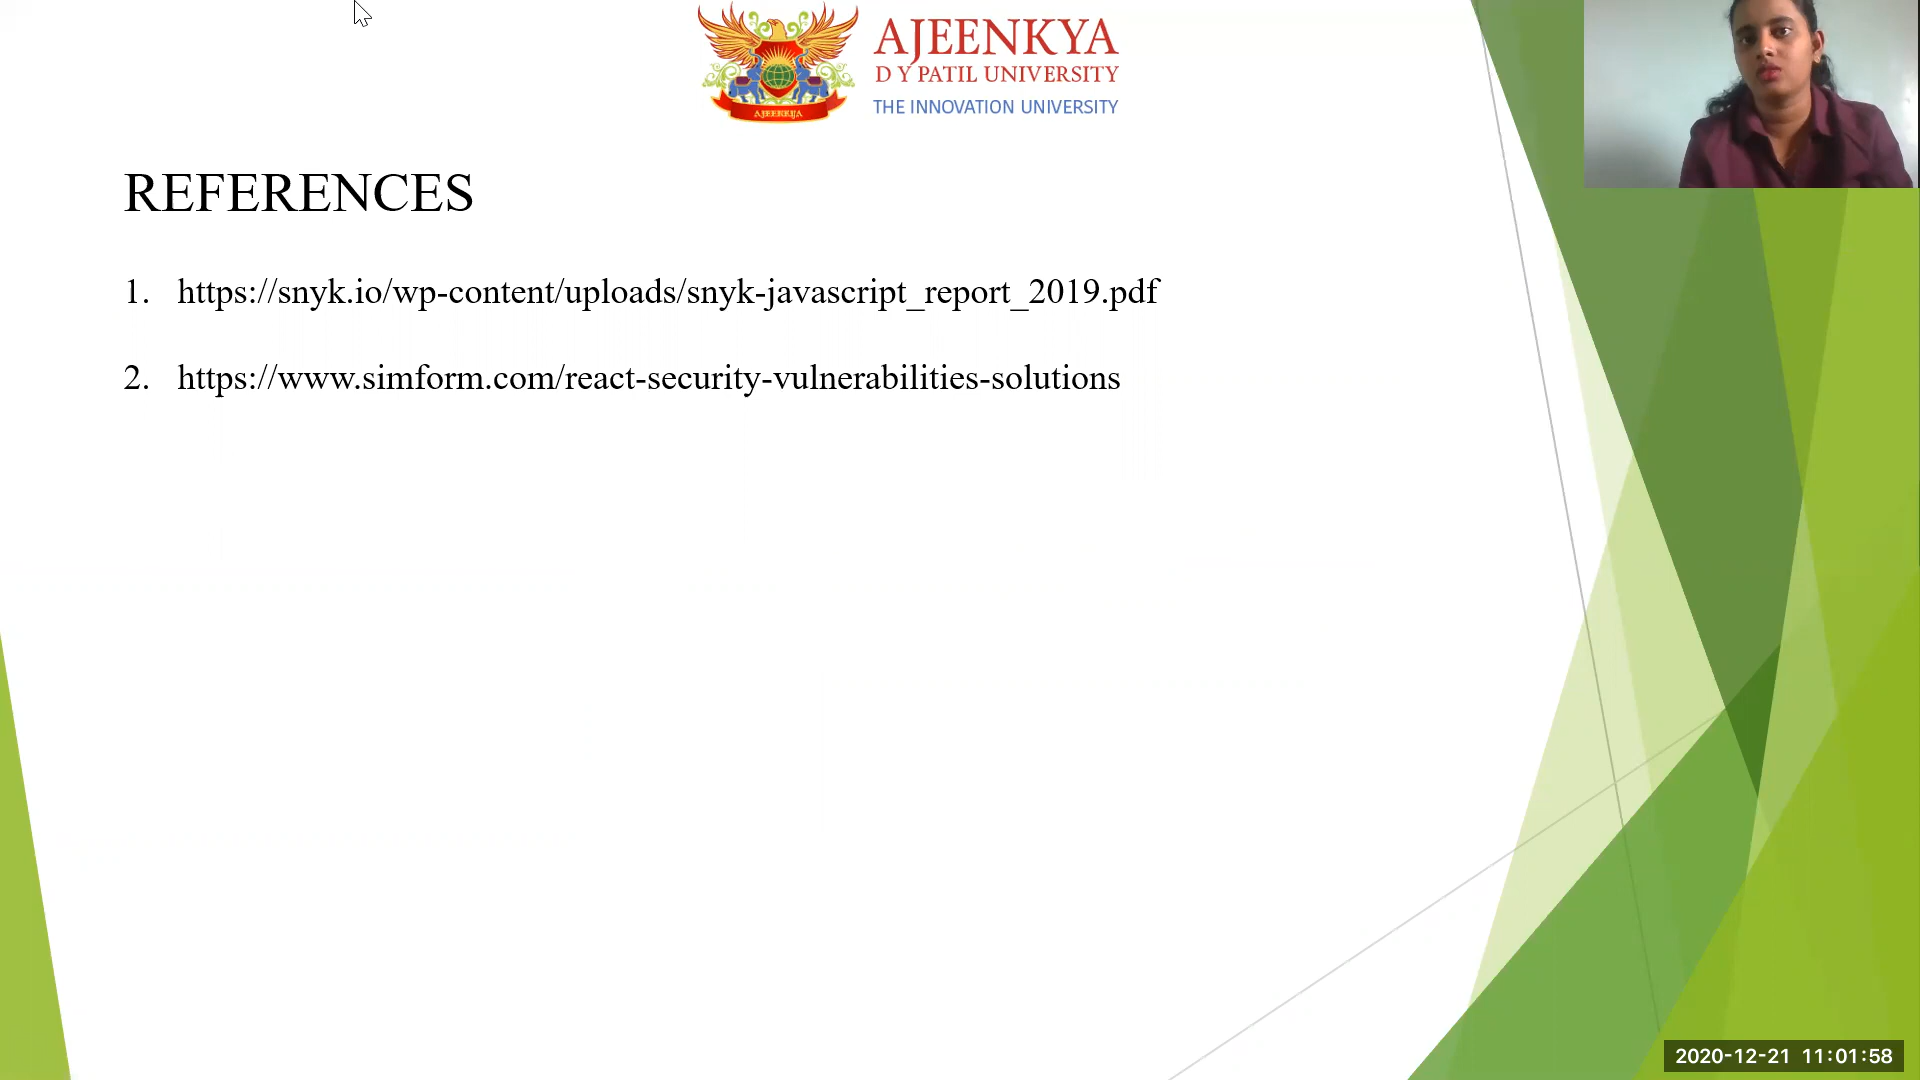 AJEENKYA
D Y PATIL UNIVERSITY
THE INNOVATION UNIVERSITY
AJEENKYA
REFERENCES
1. https://snyk.io/wp-content/uploads/snyk-javascript_report_2019.pdf
2. https://www.simform.com/react-security-vulnerabilities-solutions
2020-12-21 11:01:58